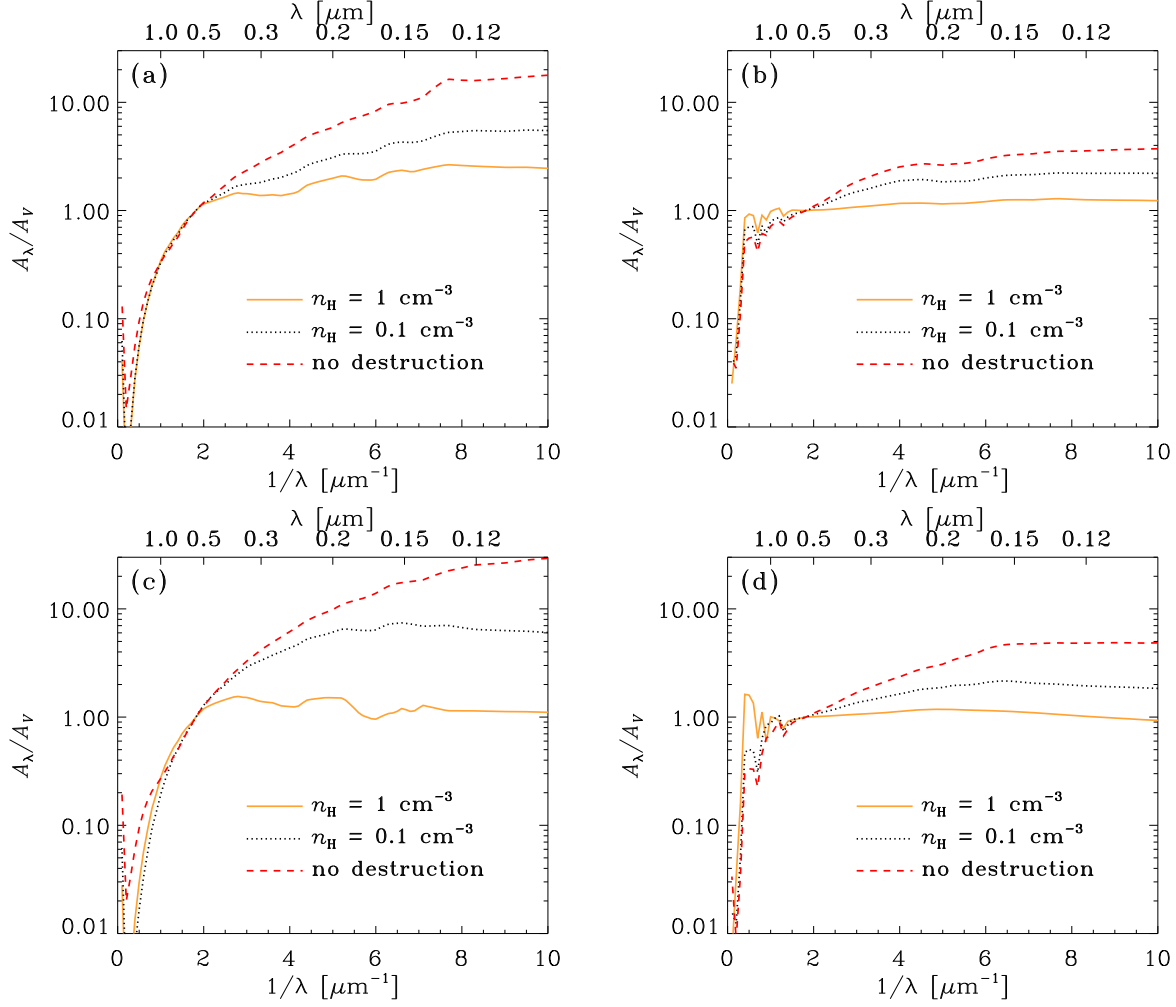 λ [μm]
1.0 0.5 0.3 0.2 0.15 0.12
(a)
10.00
1.00
0.10
0.01
A_λ/A_V
n_H = 1 cm⁻³
n_H = 0.1 cm⁻³
no destruction
0 2 4 6 8 10
1/λ [μm⁻¹]
λ [μm]
1.0 0.5 0.3 0.2 0.15 0.12
(b)
10.00
1.00
0.10
0.01
A_λ/A_V
n_H = 1 cm⁻³
n_H = 0.1 cm⁻³
no destruction
0 2 4 6 8 10
1/λ [μm⁻¹]
λ [μm]
1.0 0.5 0.3 0.2 0.15 0.12
(c)
10.00
1.00
0.10
0.01
A_λ/A_V
n_H = 1 cm⁻³
n_H = 0.1 cm⁻³
no destruction
0 2 4 6 8 10
1/λ [μm⁻¹]
λ [μm]
1.0 0.5 0.3 0.2 0.15 0.12
(d)
10.00
1.00
0.10
0.01
A_λ/A_V
n_H = 1 cm⁻³
n_H = 0.1 cm⁻³
no destruction
0 2 4 6 8 10
1/λ [μm⁻¹]